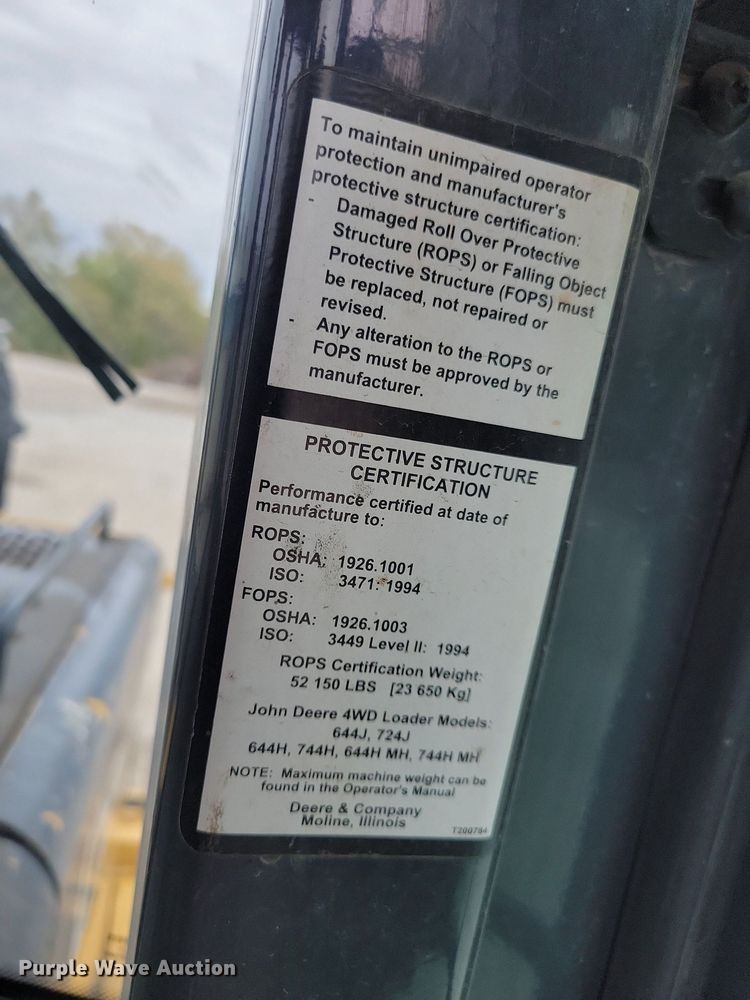 To maintain unimpaired operator
protection and manufacturer's
protective structure certification:
- Damaged Roll Over Protective
Structure (ROPS) or Falling Object
Protective Structure (FOPS) must
be replaced, not repaired or
revised.
- Any alteration to the ROPS or
FOPS must be approved by the
manufacturer.
PROTECTIVE STRUCTURE
CERTIFICATION
Performance certified at date of
manufacture to:
ROPS:
OSHA: 1926.1001
ISO: 3471: 1994
FOPS:
OSHA: 1926.1003
ISO: 3449 Level II: 1994
ROPS Certification Weight:
52 150 LBS [23 650 Kg]
John Deere 4WD Loader Models:
644J, 724J
644H, 744H, 644H MH, 744H MH
NOTE: Maximum machine weight can be
found in the Operator's Manual
Deere & Company
Moline, Illinois
T200784
Purple Wave Auction